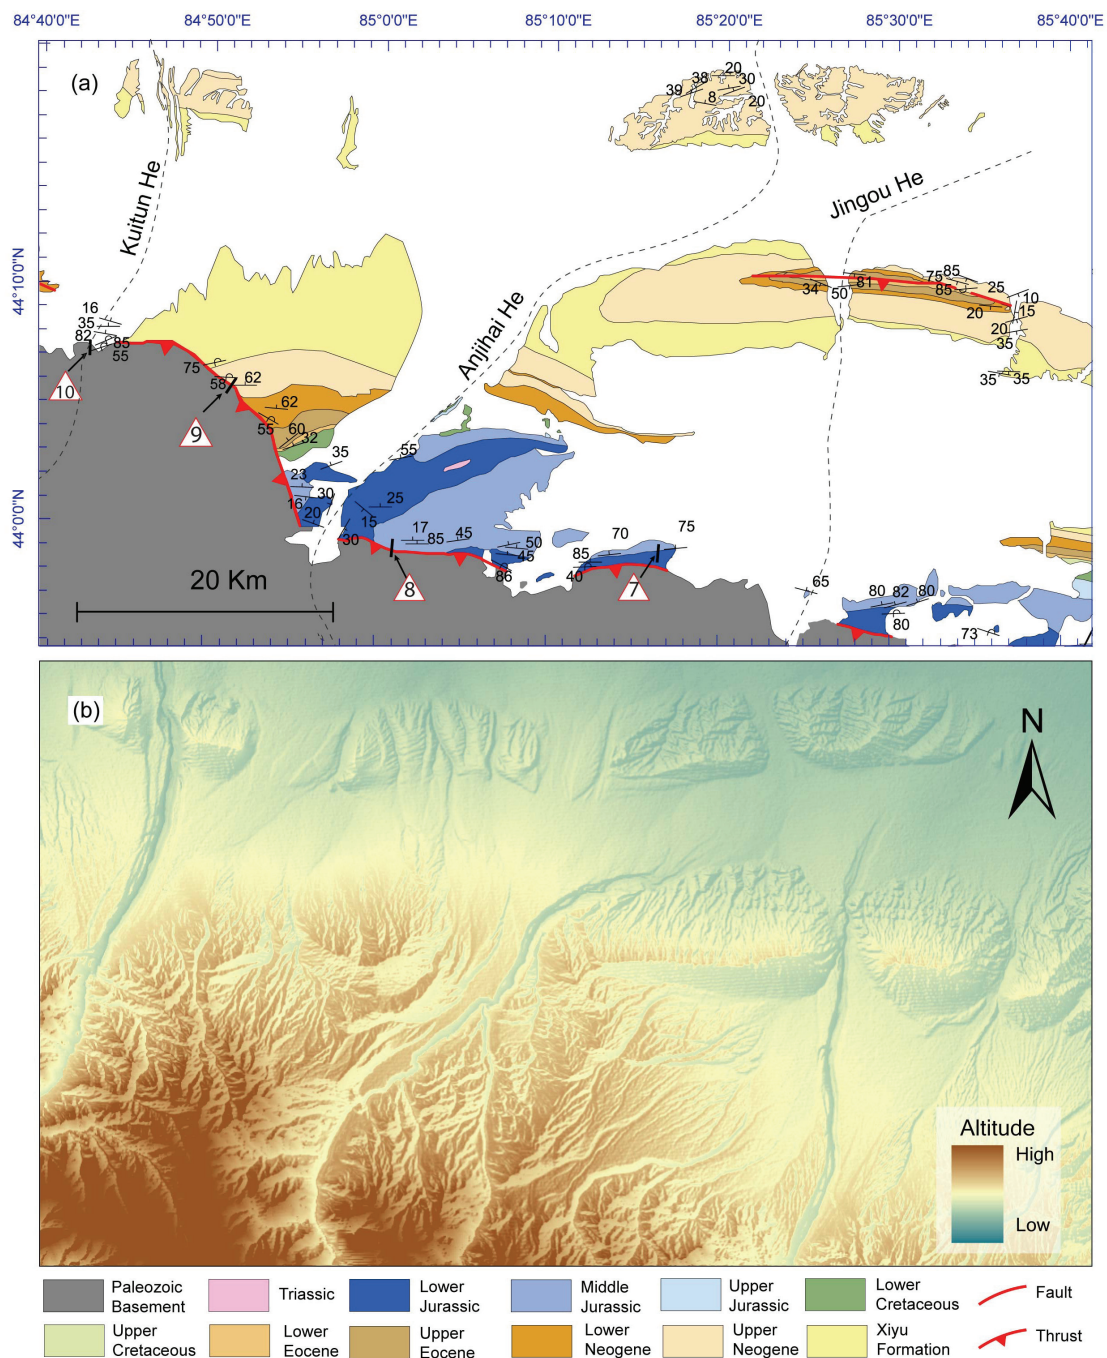 84°40'0"E 84°50'0"E 85°0'0"E 85°10'0"E 85°20'0"E 85°30'0"E 85°40'0"E
(a)
20
38 30
39 8 20
Kuitun He
Jingou He
44°10'0"N
Anjihai He
75 85
81
34 50 85 25 10
20 15
20
35
35 35
16
35
82 85
55
75
58 62
10
9
62
55 60
32
35
55
23
30
16 25
20 15
44°0'0"N
30
17
85 45 50
45
86
70 75
85
40
20 Km
8
7
65
80 82 80
80
73
(b)
N
Altitude
High
Low
Paleozoic Basement
Triassic
Lower Jurassic
Middle Jurassic
Upper Jurassic
Lower Cretaceous
Fault
Upper Cretaceous
Lower Eocene
Upper Eocene
Lower Neogene
Upper Neogene
Xiyu Formation
Thrust